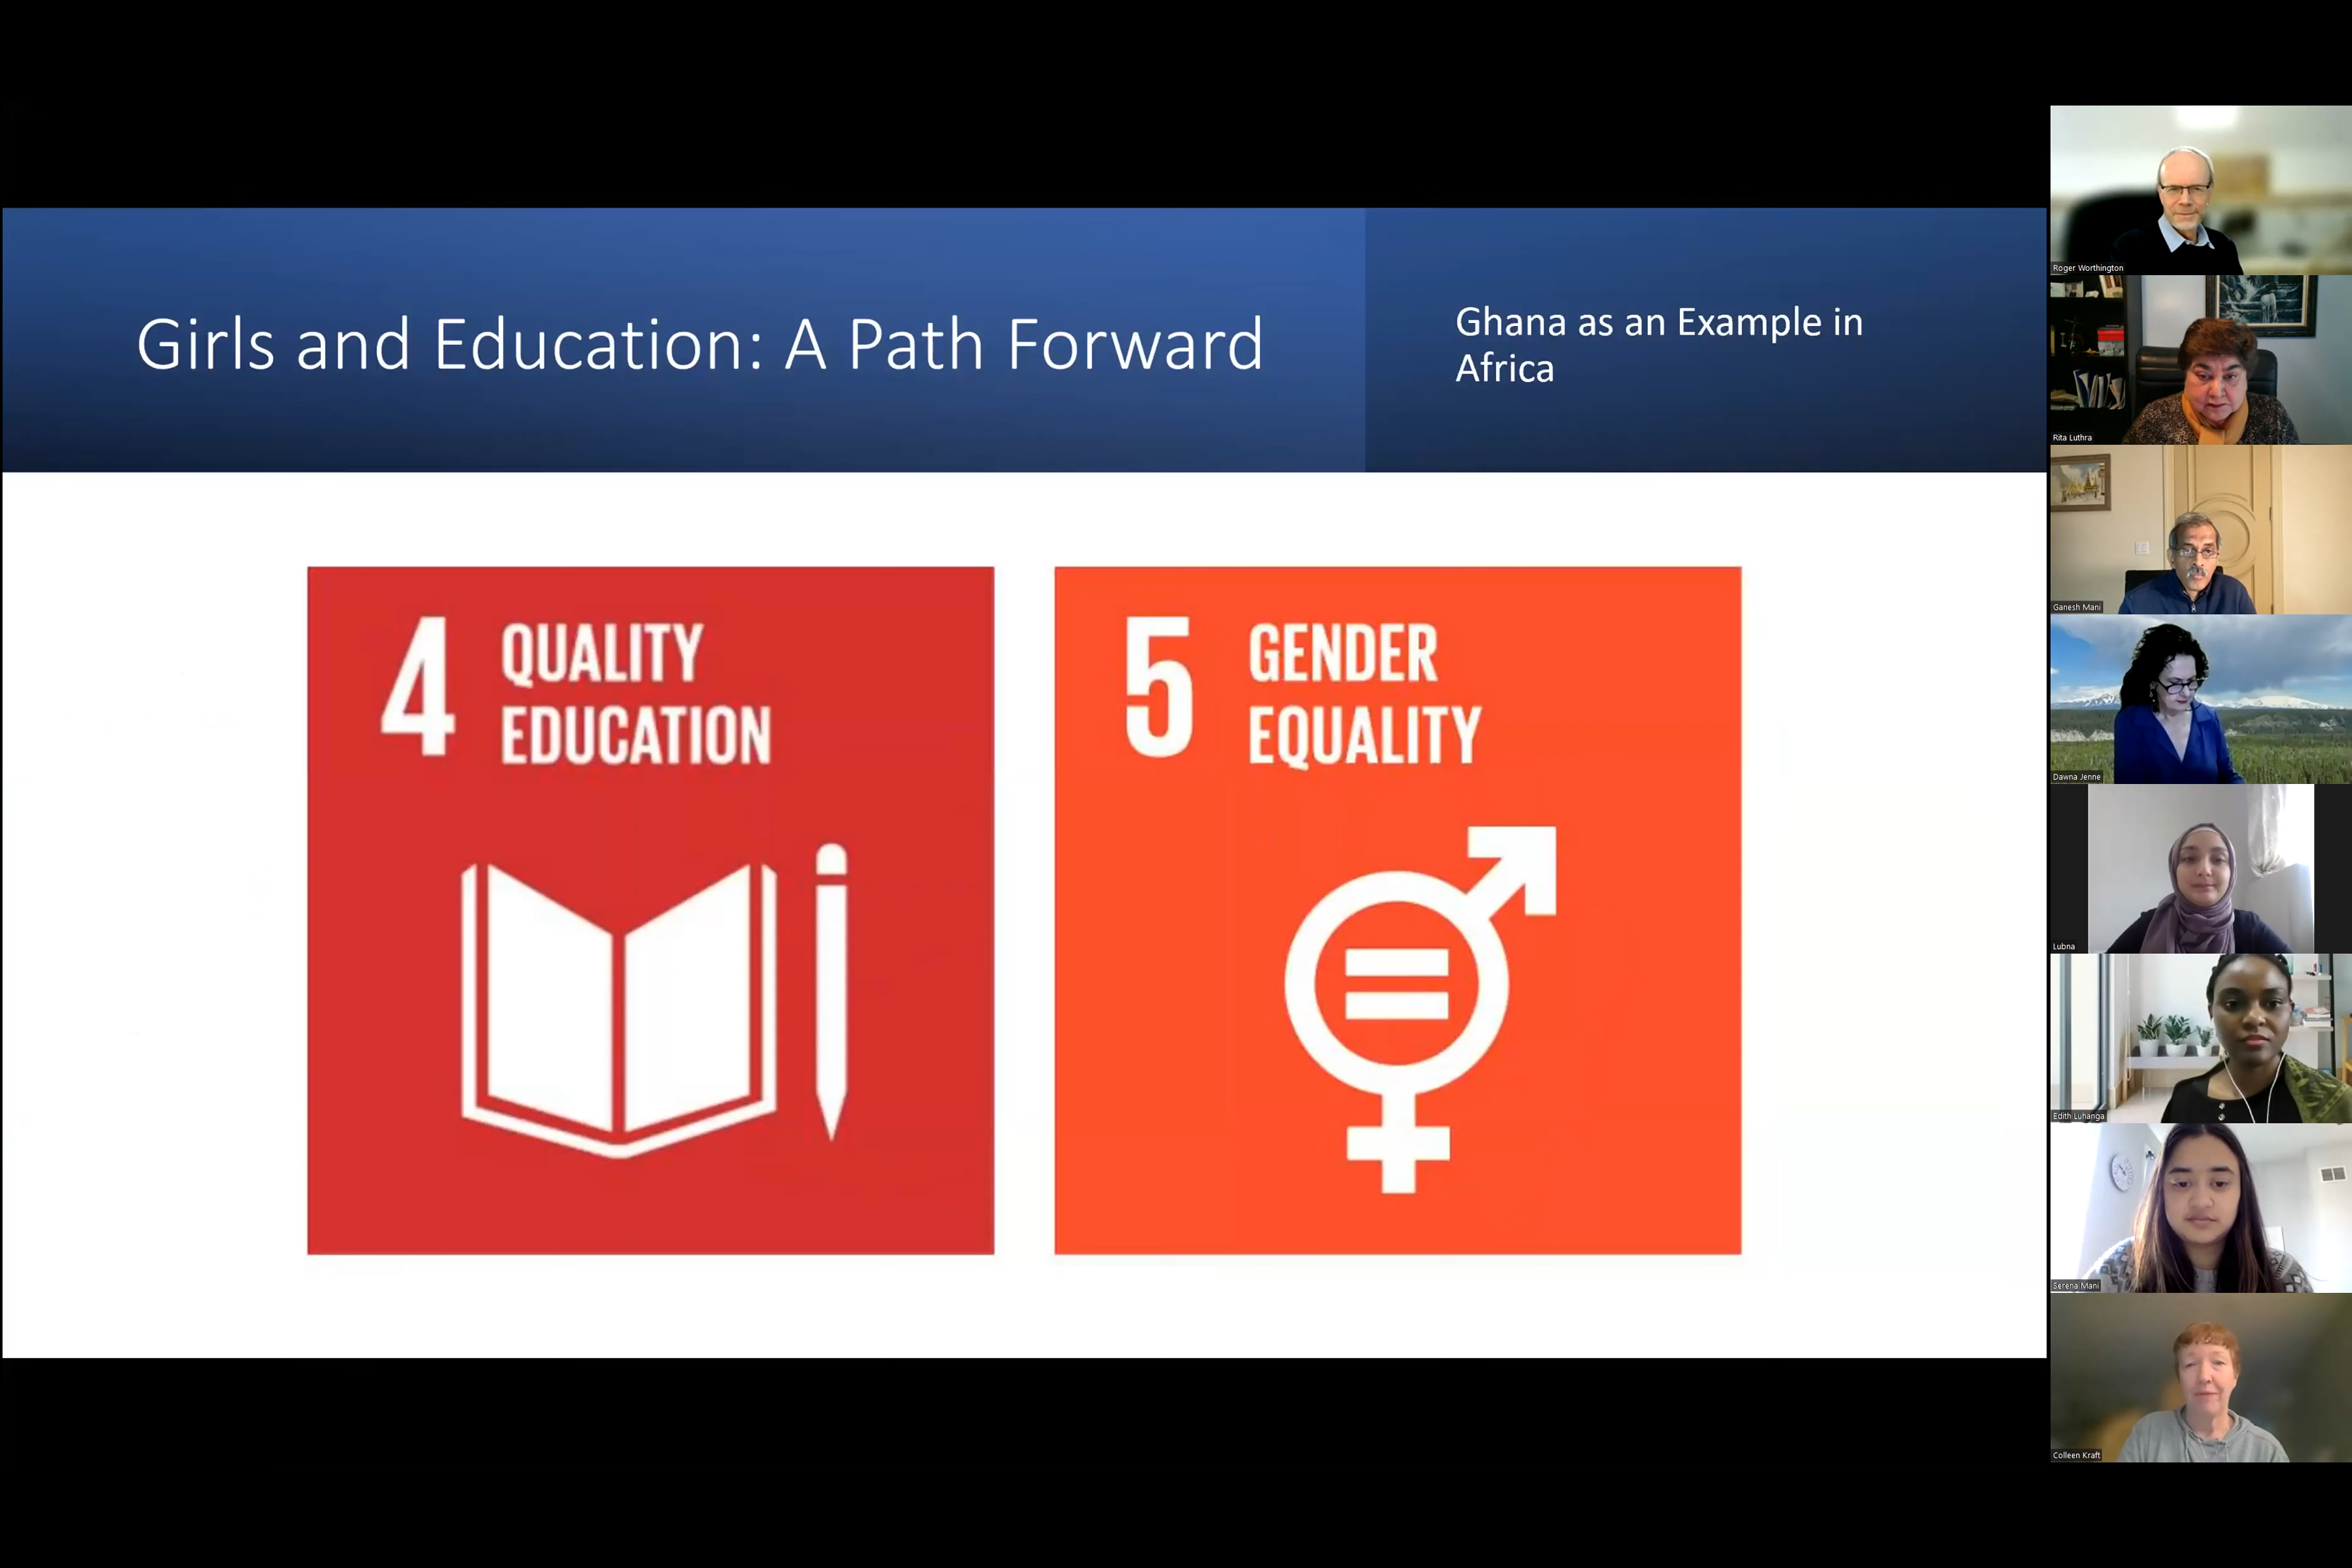 Girls and Education: A Path Forward
Ghana as an Example in
Africa
4 QUALITY
EDUCATION
5 GENDER
EQUALITY
Roger Worthington
Rita Luthra
Ganesh Mani
Dawna Jenne
Lubna
Edith Luhanga
Serena Mani
Colleen Kraft